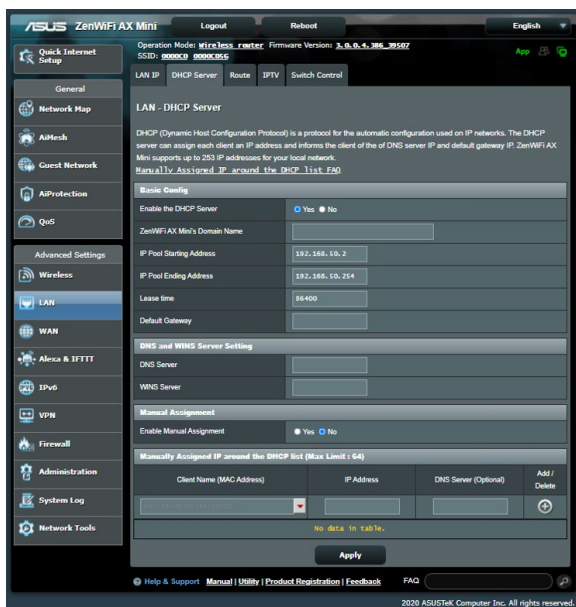 ASUS ZenWiFi AX Mini Logout Reboot English
Quick Internet Setup
Operation Mode: Wireless router Firmware Version: 3.0.0.4.386_39507
SSID: 0000C0 0000C05G
App
LAN IP DHCP Server Route IPTV Switch Control
General
Network Map
AiMesh
Guest Network
AiProtection
QoS
Advanced Settings
Wireless
LAN
WAN
Alexa & IFTTT
IPv6
VPN
Firewall
Administration
System Log
Network Tools
LAN - DHCP Server
DHCP (Dynamic Host Configuration Protocol) is a protocol for the automatic configuration used on IP networks. The DHCP
server can assign each client an IP address and informs the client of the of DNS server IP and default gateway IP. ZenWiFi AX
Mini supports up to 253 IP addresses for your local network.
Manually Assigned IP around the DHCP list FAQ
Basic Config
Enable the DHCP Server Yes No
ZenWiFi AX Mini's Domain Name
IP Pool Starting Address 192.168.50.2
IP Pool Ending Address 192.168.50.254
Lease time 86400
Default Gateway
DNS and WINS Server Setting
DNS Server
WINS Server
Manual Assignment
Enable Manual Assignment Yes No
Manually Assigned IP around the DHCP list (Max Limit : 64)
Client Name (MAC Address) IP Address DNS Server (Optional) Add / Delete
No data in table.
Apply
Help & Support Manual | Utility | Product Registration | Feedback FAQ
2020 ASUSTeK Computer Inc. All rights reserved.